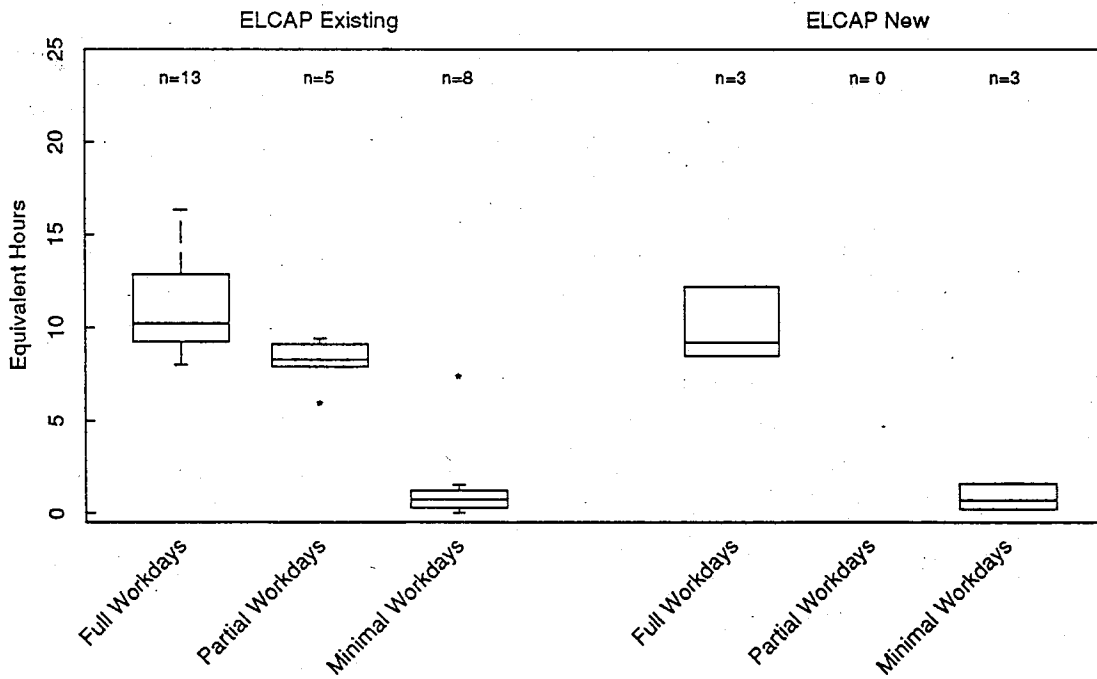 ELCAP Existing
ELCAP New
n=13
n=5
n=8
n=3
n= 0
n=3
Equivalent Hours
25
20
15
10
5
0
Full Workdays
Partial Workdays
Minimal Workdays
Full Workdays
Partial Workdays
Minimal Workdays